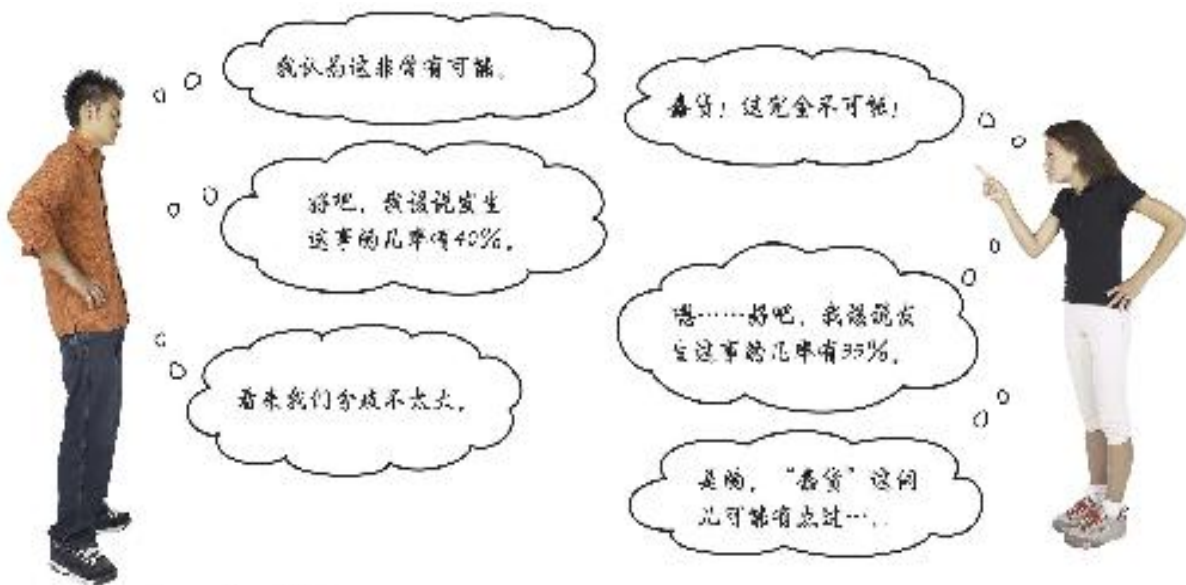 我认为这非常有可能。
蠢货！这完全不可能！
好吧，我该说发生
这事的几率有40%。
嗯……好吧，我该说发
生这事的几率有35%。
看来我们分歧不太大。
是的，“蠢货”这词
儿可能有点过……